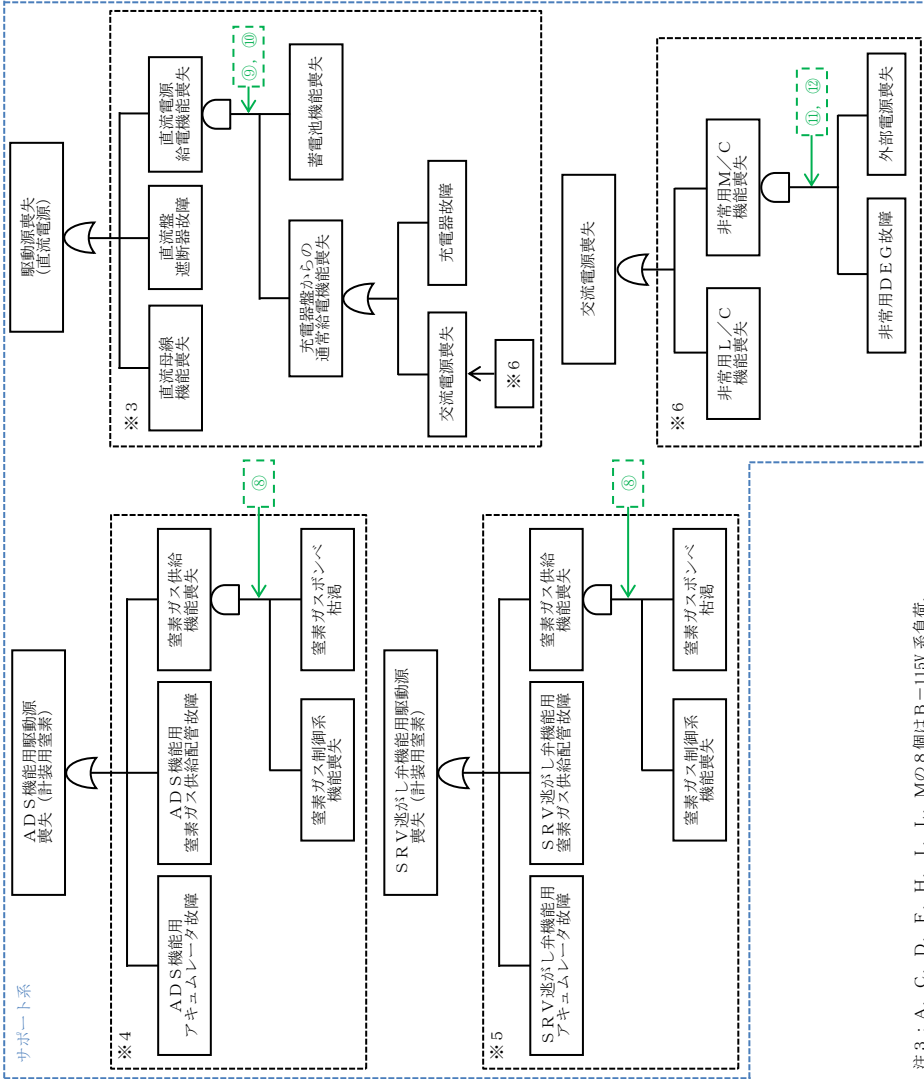 サポート系
ADS機能用駆動源
喪失（計装用窒素）
※4
ADS機能用
アキュムレータ故障
ADS機能用
窒素ガス供給配管故障
窒素ガス供給
機能喪失
⑧
窒素ガス制御系
機能喪失
窒素ガスボンベ
枯渇
SRV逃がし弁機能用駆動源
喪失（計装用窒素）
※5
SRV逃がし弁機能用
アキュムレータ故障
SRV逃がし弁機能用
窒素ガス供給配管故障
窒素ガス供給
機能喪失
⑧
窒素ガス制御系
機能喪失
窒素ガスボンベ
枯渇
駆動源喪失
（直流電源）
※3
直流母線
機能喪失
直流盤
遮断器故障
直流電源
給電機能喪失
⑨，⑩
充電器盤からの
通常給電機能喪失
蓄電池機能喪失
交流電源喪失
充電器故障
※6
交流電源喪失
※6
非常用L／C
機能喪失
非常用M／C
機能喪失
⑪，⑫
非常用DEG故障
外部電源喪失